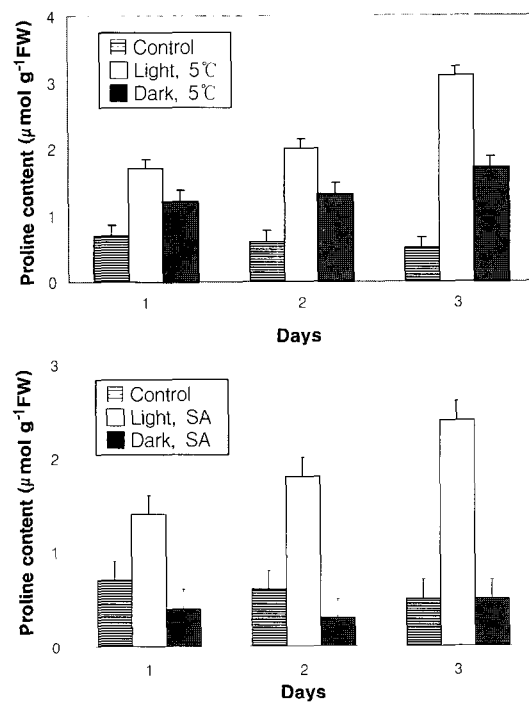 4
3
2
1
0
Proline content (μmol g⁻¹FW)
Control
Light, 5℃
Dark, 5℃
1 2 3
Days
3
2
1
0
Proline content (μmol g⁻¹FW)
Control
Light, SA
Dark, SA
1 2 3
Days